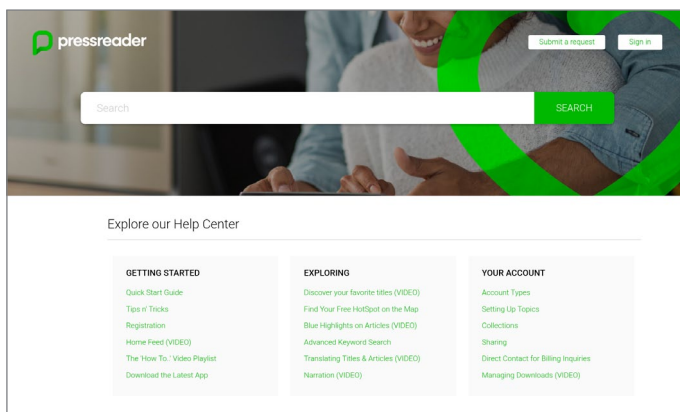 pressreader
Submit a request
Sign in
Search
SEARCH
Explore our Help Center
GETTING STARTED
Quick Start Guide
Tips n' Tricks
Registration
Home Feed (VIDEO)
The 'How To..' Video Playlist
Download the Latest App
EXPLORING
Discover your favorite titles (VIDEO)
Find Your Free HotSpot on the Map
Blue Highlights on Articles (VIDEO)
Advanced Keyword Search
Translating Titles & Articles (VIDEO)
Narration (VIDEO)
YOUR ACCOUNT
Account Types
Setting Up Topics
Collections
Sharing
Direct Contact for Billing Inquiries
Managing Downloads (VIDEO)